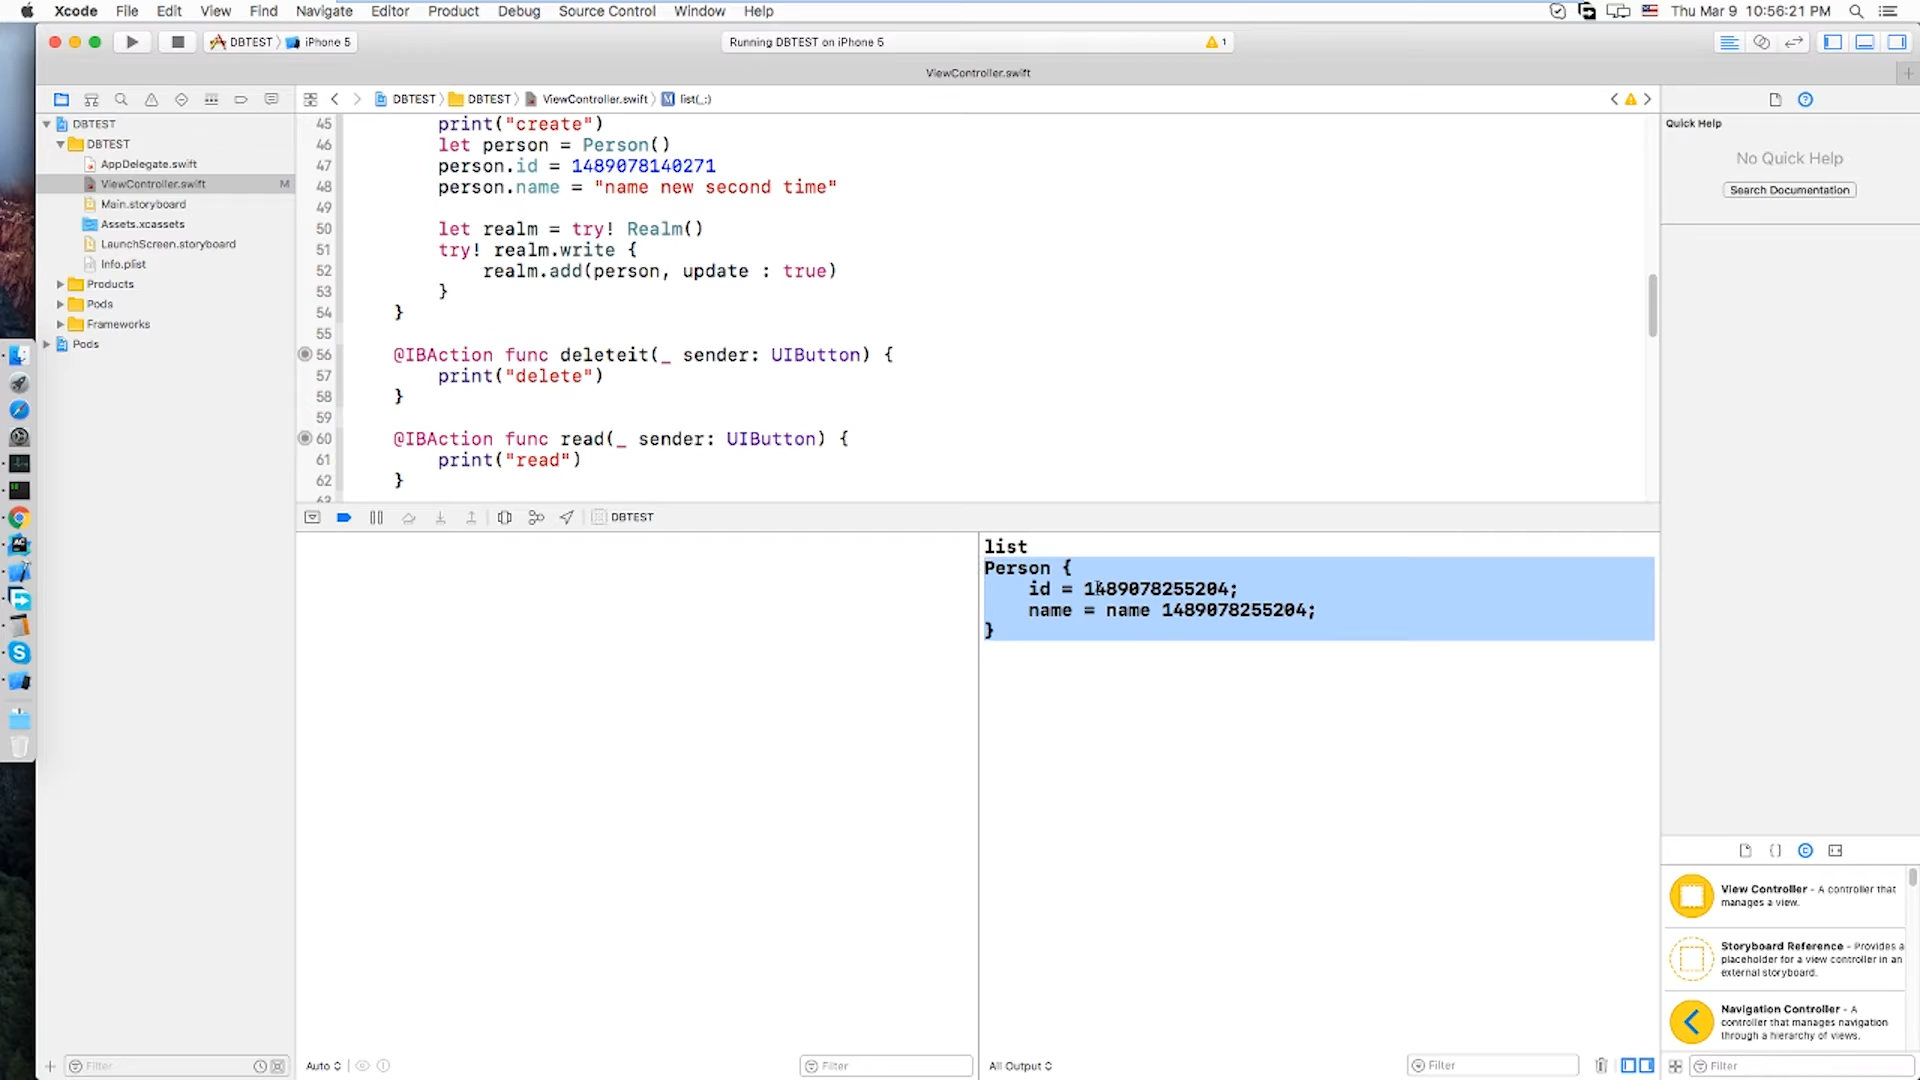 Xcode File Edit View Find Navigate Editor Product Debug Source Control Window Help
Thu Mar 9 10:56:21 PM
DBTEST iPhone 5
Running DBTEST on iPhone 5
1
ViewController.swift
DBTEST DBTEST ViewController.swift M list(_:)
DBTEST
DBTEST
AppDelegate.swift
ViewController.swift M
Main.storyboard
Assets.xcassets
LaunchScreen.storyboard
Info.plist
Products
Pods
Frameworks
Pods
45 print("create")
46 let person = Person()
47 person.id = 1489078140271
48 person.name = "name new second time"
49
50 let realm = try! Realm()
51 try! realm.write {
52 realm.add(person, update : true)
53 }
54 }
55
56 @IBAction func deleteit(_ sender: UIButton) {
57 print("delete")
58 }
59
60 @IBAction func read(_ sender: UIButton) {
61 print("read")
62 }
63
DBTEST
list
Person {
id = 1489078255204;
name = name 1489078255204;
}
Quick Help
No Quick Help
Search Documentation
View Controller - A controller that
manages a view.
Storyboard Reference - Provides a
placeholder for a view controller in an
external storyboard.
Navigation Controller - A
controller that manages navigation
through a hierarchy of views.
Filter
Auto
Filter
All Output
Filter
Filter